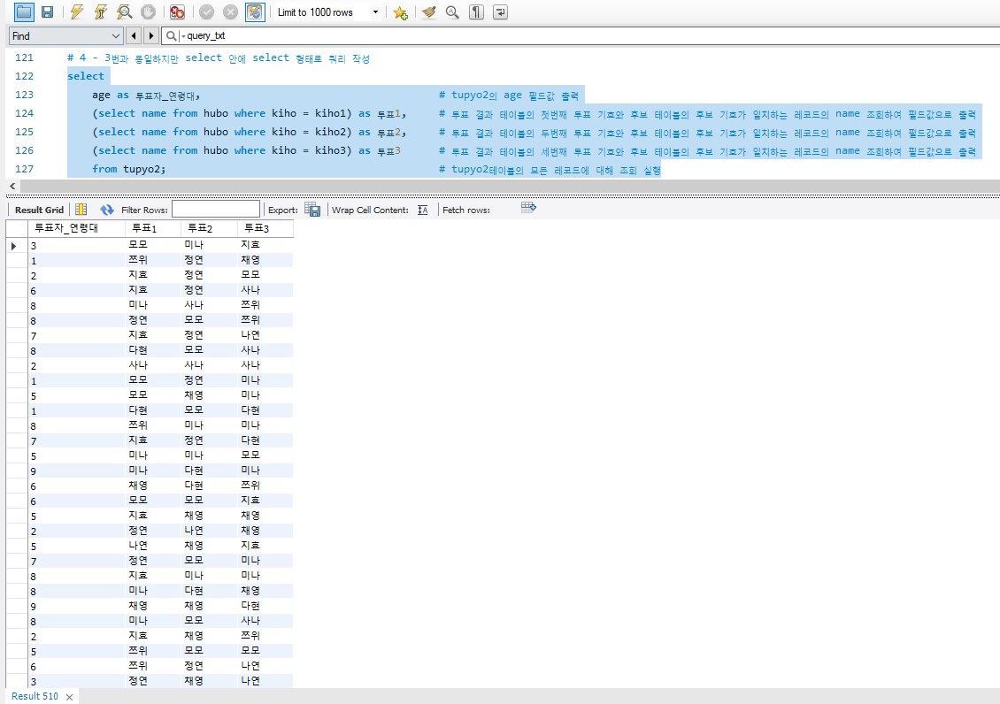 Limit to 1000 rows
Find query_txt
121 # 4 - 3번과 동일하지만 select 안에 select 형태로 쿼리 작성
122 select
123 age as 투표자_연령대, # tupyo2의 age 필드값 출력
124 (select name from hubo where kiho = kiho1) as 투표1, # 투표 결과 테이블의 첫번째 투표 기호와 후보 테이블의 후보 기호가 일치하는 레코드의 name 조회하여 필드값으로 출력
125 (select name from hubo where kiho = kiho2) as 투표2, # 투표 결과 테이블의 두번째 투표 기호와 후보 테이블의 후보 기호가 일치하는 레코드의 name 조회하여 필드값으로 출력
126 (select name from hubo where kiho = kiho3) as 투표3 # 투표 결과 테이블의 세번째 투표 기호와 후보 테이블의 후보 기호가 일치하는 레코드의 name 조회하여 필드값으로 출력
127 from tupyo2; # tupyo2테이블의 모든 레코드에 대해 조회 실행
Result Grid Filter Rows: Export: Wrap Cell Content: Fetch rows:
투표자_연령대 투표1 투표2 투표3
3 모모 미나 지효
1 쯔위 정연 채영
2 지효 정연 모모
6 지효 정연 사나
8 미나 사나 쯔위
8 정연 모모 쯔위
7 지효 정연 나연
8 다현 모모 사나
2 사나 사나 사나
1 모모 정연 미나
5 모모 채영 미나
1 다현 모모 다현
8 쯔위 미나 미나
7 지효 정연 다현
5 미나 미나 모모
9 미나 다현 미나
6 채영 다현 쯔위
6 모모 모모 지효
5 지효 채영 채영
2 정연 나연 채영
5 나연 채영 지효
7 정연 모모 미나
8 지효 미나 미나
8 미나 다현 채영
9 채영 채영 다현
8 미나 모모 사나
2 지효 채영 쯔위
5 쯔위 모모 모모
6 쯔위 정연 나연
3 정연 채영 나연
Result 510